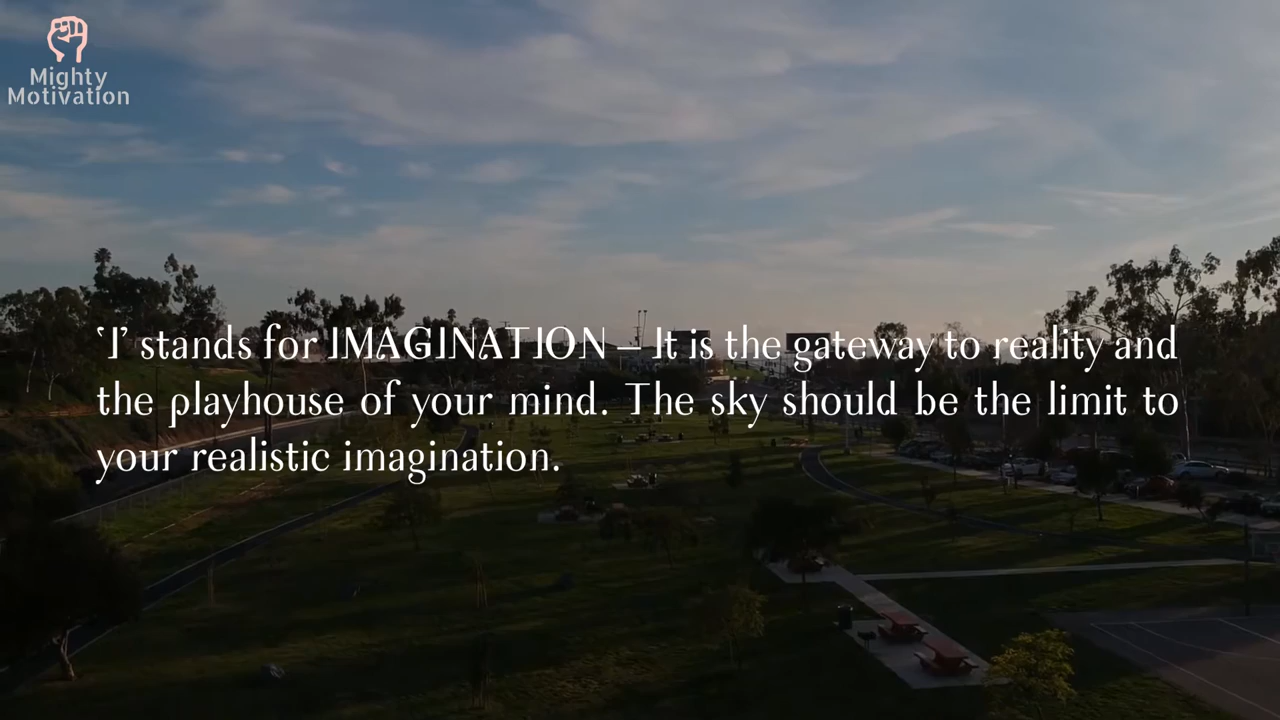 Mighty
Motivation
'I' stands for IMAGINATION – It is the gateway to reality and
the playhouse of your mind. The sky should be the limit to
your realistic imagination.